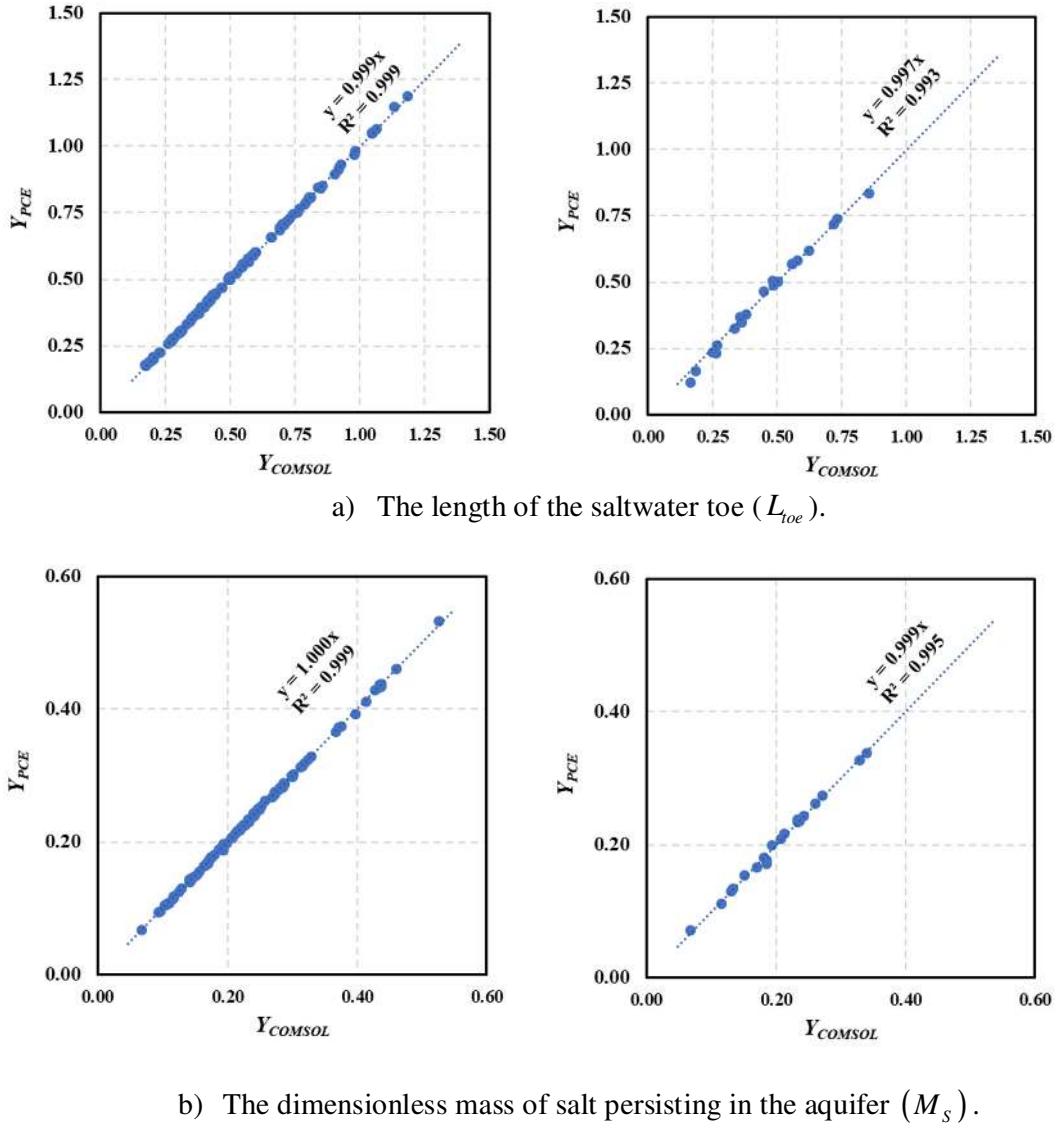 1.50
1.25
1.00
0.75
0.50
0.25
0.00
Y_PCE
y = 0.999x
R² = 0.999
0.00 0.25 0.50 0.75 1.00 1.25 1.50
Y_COMSOL
1.50
1.25
1.00
0.75
0.50
0.25
0.00
Y_PCE
y = 0.997x
R² = 0.993
0.00 0.25 0.50 0.75 1.00 1.25 1.50
Y_COMSOL
a) The length of the saltwater toe (L_toe).
0.60
0.40
0.20
0.00
Y_PCE
y = 1.000x
R² = 0.999
0.00 0.20 0.40 0.60
Y_COMSOL
0.60
0.40
0.20
0.00
Y_PCE
y = 0.999x
R² = 0.995
0.00 0.20 0.40 0.60
Y_COMSOL
b) The dimensionless mass of salt persisting in the aquifer (M_S).